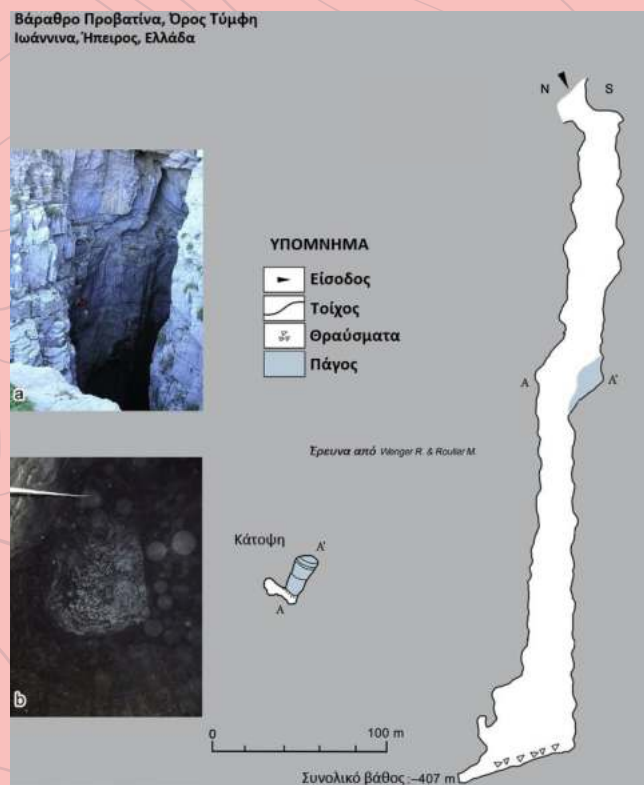 Βάραθρο Προβατίνα, Όρος Τύμφη
Ιωάννινα, Ήπειρος, Ελλάδα
N S
ΥΠΟΜΝΗΜΑ
Είσοδος
Τοίχος
Θραύσματα
Πάγος
a
A A'
Έρευνα από Wenger R. & Rouiler M.
Κάτοψη
A'
A
b
0 100 m
Συνολικό βάθος :–407 m